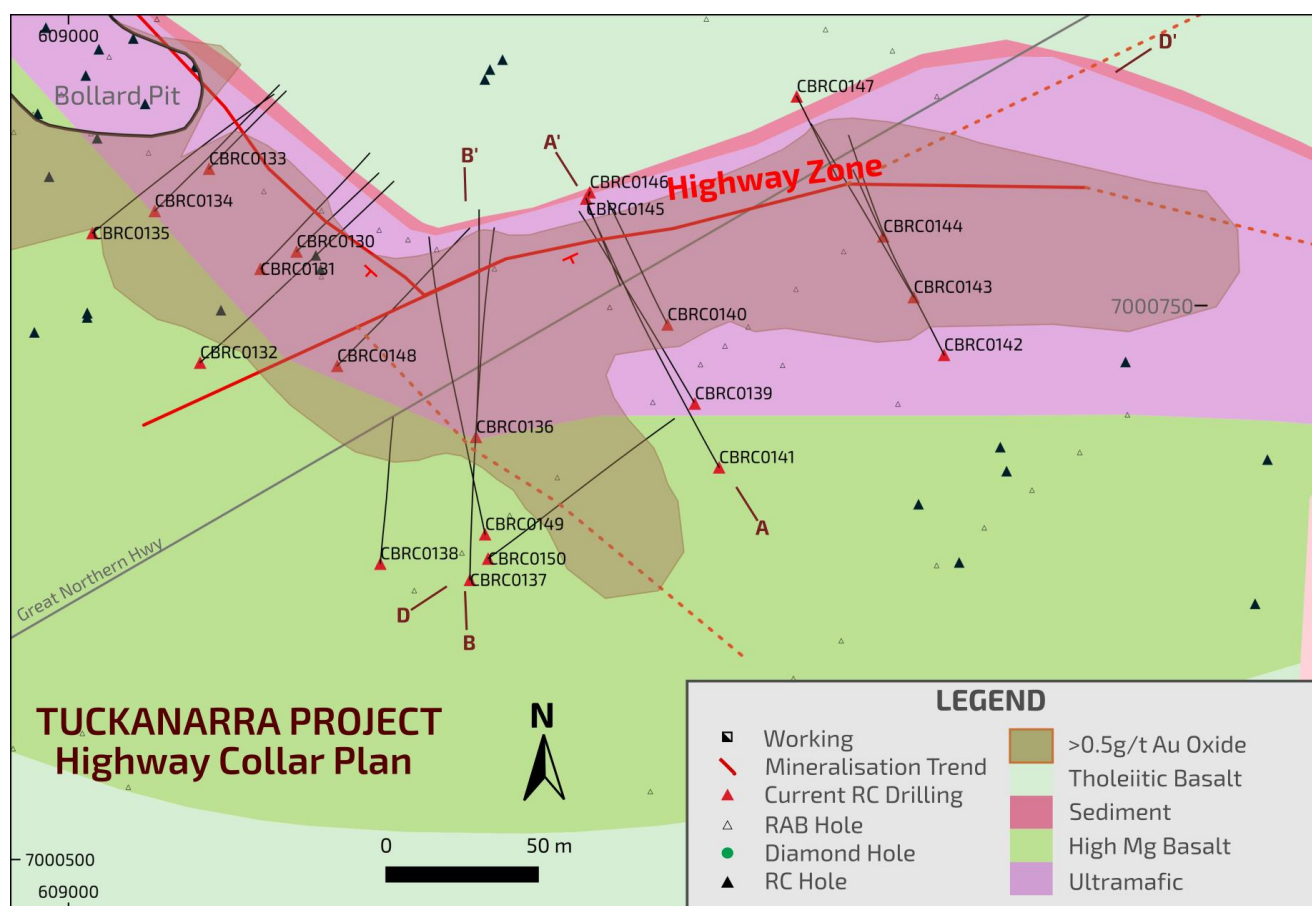 609000
D'
Bollard Pit
CBRC0147
B'
A'
CBRC0133
CBRC0146
Highway Zone
CBRC0134
CBRC0145
CBRC0135
CBRC0130
CBRC0144
CBRC0131
CBRC0143
7000750
CBRC0140
CBRC0132
CBRC0148
CBRC0142
CBRC0139
CBRC0136
CBRC0141
A
CBRC0149
Great Northern Hwy
CBRC0138
CBRC0150
CBRC0137
D
B
TUCKANARRA PROJECT
Highway Collar Plan
N
0 50 m
7000500
609000
LEGEND
Working
Mineralisation Trend
Current RC Drilling
RAB Hole
Diamond Hole
RC Hole
>0.5g/t Au Oxide
Tholeiitic Basalt
Sediment
High Mg Basalt
Ultramafic